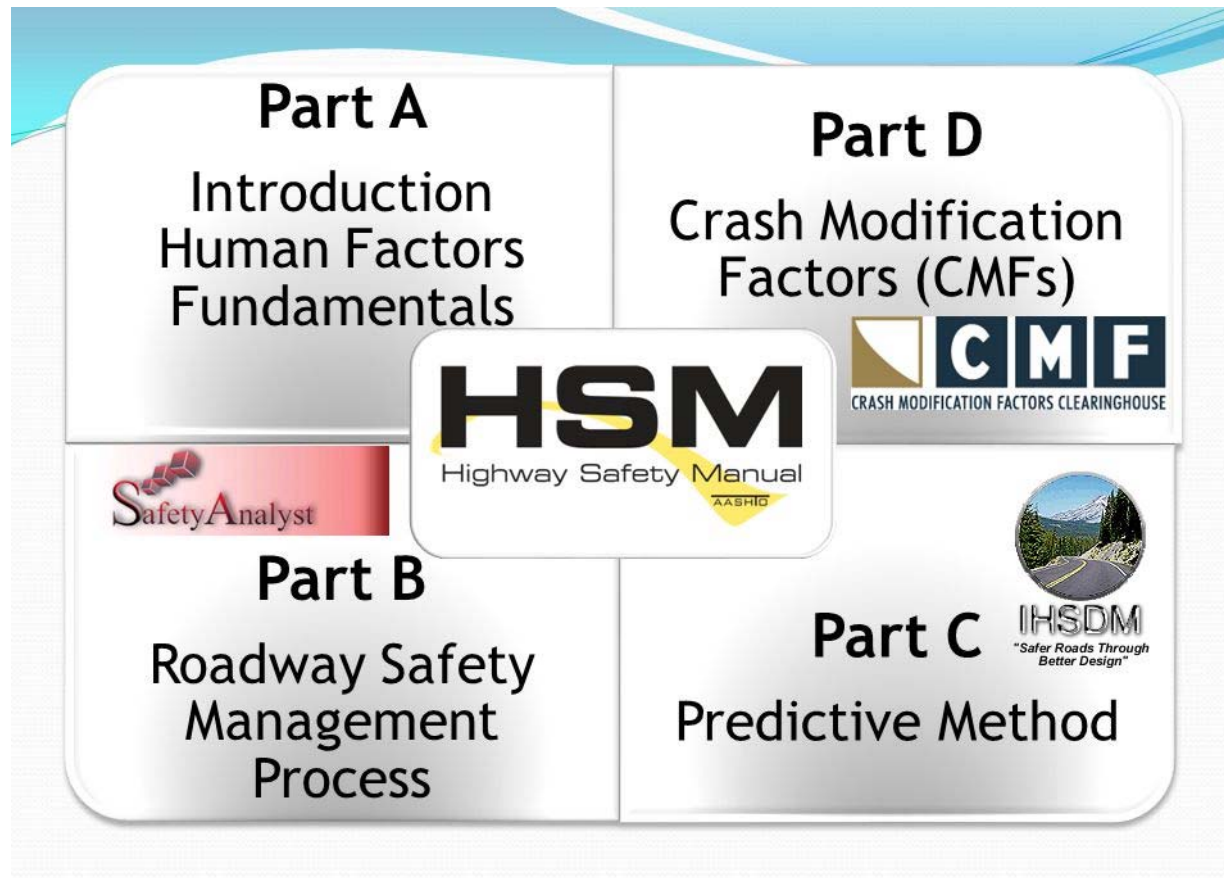 Part A
Introduction
Human Factors
Fundamentals
Part D
Crash Modification
Factors (CMFs)
CMF
CRASH MODIFICATION FACTORS CLEARINGHOUSE
HSM
Highway Safety Manual
AASHTO
SafetyAnalyst
Part B
Roadway Safety
Management
Process
IHSDM
"Safer Roads Through
Better Design"
Part C
Predictive Method